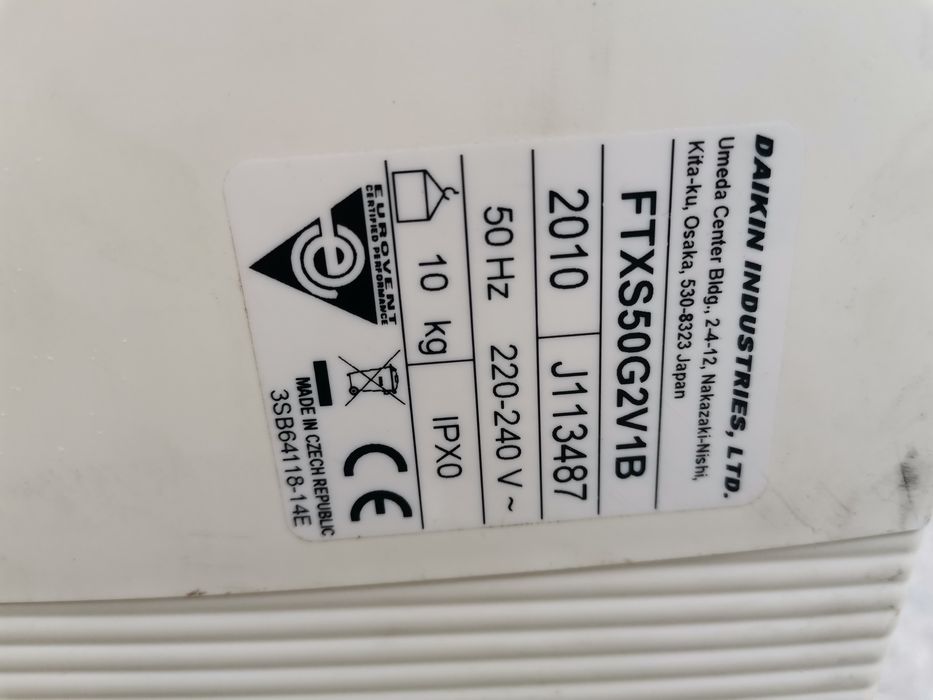 DAIKIN INDUSTRIES, LTD.
Umeda Center Bldg., 2-4-12, Nakazaki-Nishi,
Kita-ku, Osaka, 530-8323 Japan
FTXS50G2V1B
2010 J113487
50 Hz 220-240 V ~
10 kg IPX0
EUROVENT
CERTIFIED PERFORMANCE
CE
MADE IN CZECH REPUBLIC
3SB64118-14E